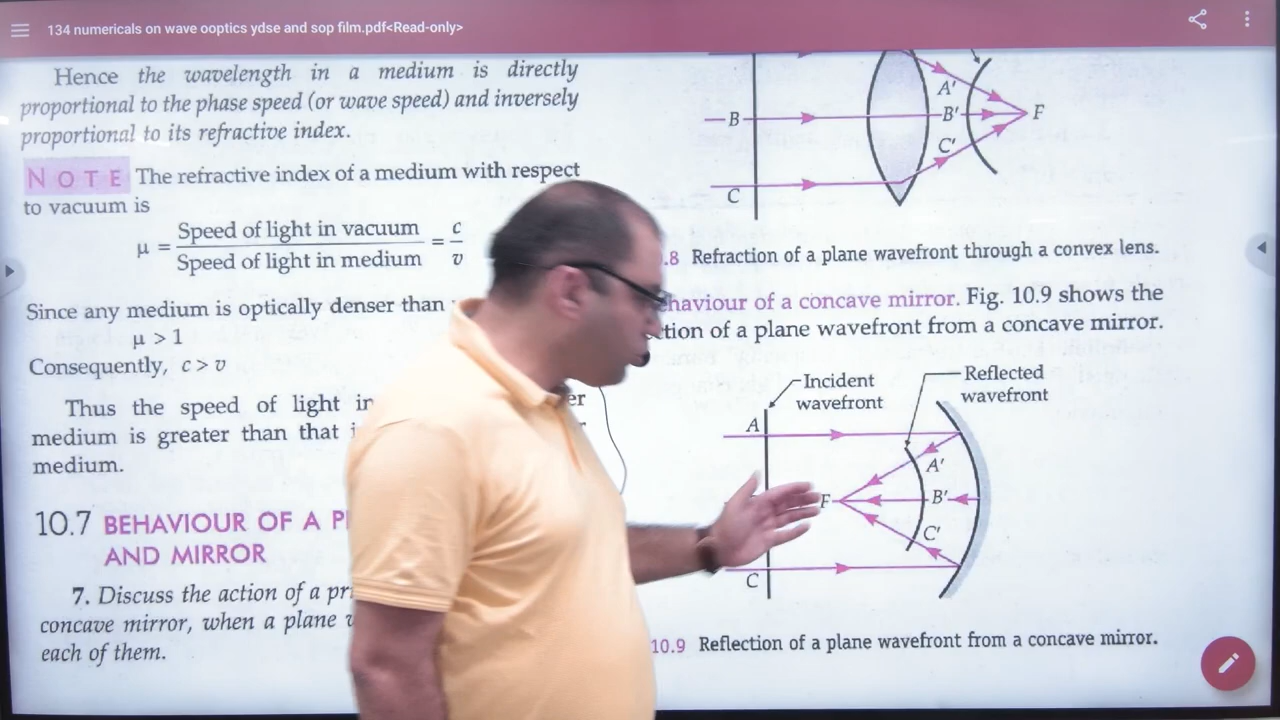 134 numericals on wave ooptics ydse and sop film.pdf<Read-only>
Hence the wavelength in a medium is directly
proportional to the phase speed (or wave speed) and inversely
proportional to its refractive index.
NOTE The refractive index of a medium with respect
to vacuum is
μ = Speed of light in vacuum / Speed of light in medium = c / v
Since any medium is optically denser than
μ > 1
Consequently, c > v
Thus the speed of light in
medium is greater than that
medium.
10.7 BEHAVIOUR OF A
AND MIRROR
7. Discuss the action of a
concave mirror, when a plane
each of them.
A'
B
B'
F
C'
C
.8 Refraction of a plane wavefront through a convex lens.
haviour of a concave mirror. Fig. 10.9 shows the
tion of a plane wavefront from a concave mirror.
Incident
wavefront
Reflected
wavefront
A
A'
F
B'
C'
C
10.9 Reflection of a plane wavefront from a concave mirror.